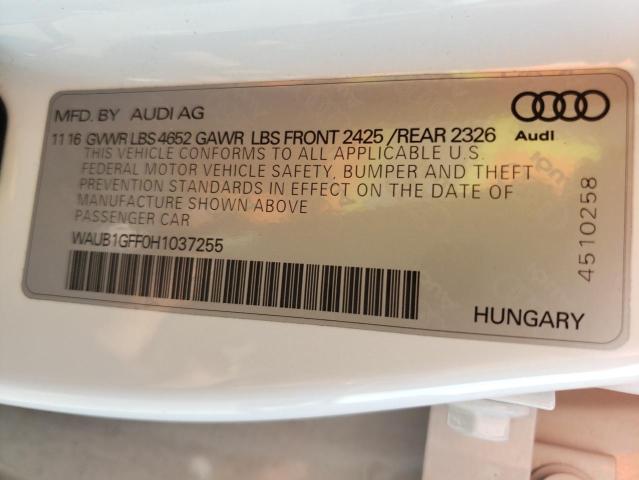 MFD. BY AUDI AG
11 16 GVWR LBS 4652 GAWR LBS FRONT 2425 /REAR 2326
THIS VEHICLE CONFORMS TO ALL APPLICABLE U.S.
FEDERAL MOTOR VEHICLE SAFETY, BUMPER AND THEFT
PREVENTION STANDARDS IN EFFECT ON THE DATE OF
MANUFACTURE SHOWN ABOVE
PASSENGER CAR
WAUB1GFF0H1037255
Audi
4510258
HUNGARY